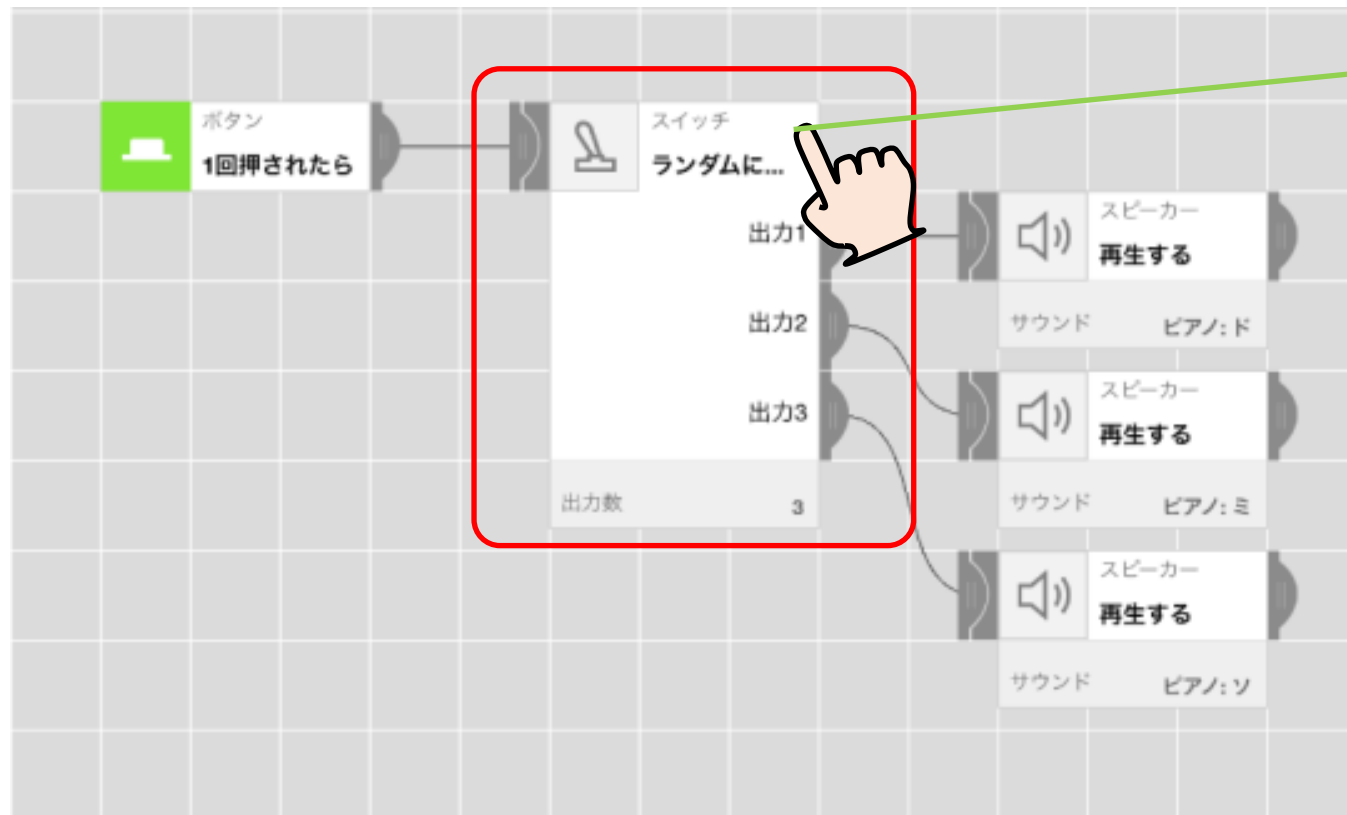 ボタン
1回押されたら
スイッチ
ランダムに...
出力1
出力2
出力3
出力数
3
スピーカー
再生する
サウンド
ピアノ: ド
スピーカー
再生する
サウンド
ピアノ: ミ
スピーカー
再生する
サウンド
ピアノ: ソ